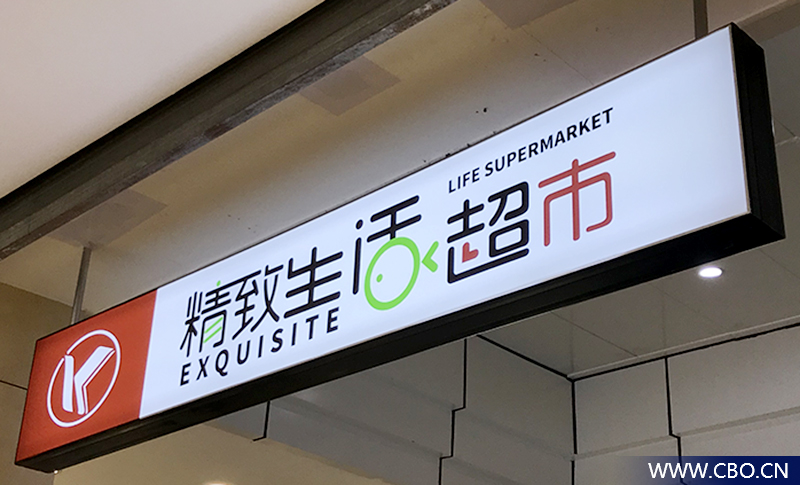 LIFE SUPERMARKET
精致生活超市
EXQUISITE
WWW.CBO.CN